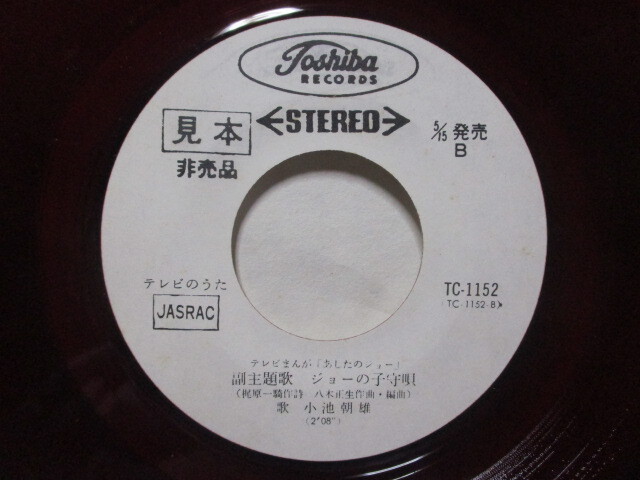 Toshiba
RECORDS
見本
STEREO
5/15 発売
B
非売品
テレビのうた
JASRAC
TC-1152
(TC-1152-B)
テレビまんが「あしたのジョー」
副主題歌 ジョーの子守唄
(梶原一騎作詩 八木正生作曲・編曲)
歌 小池朝雄
(2'08")